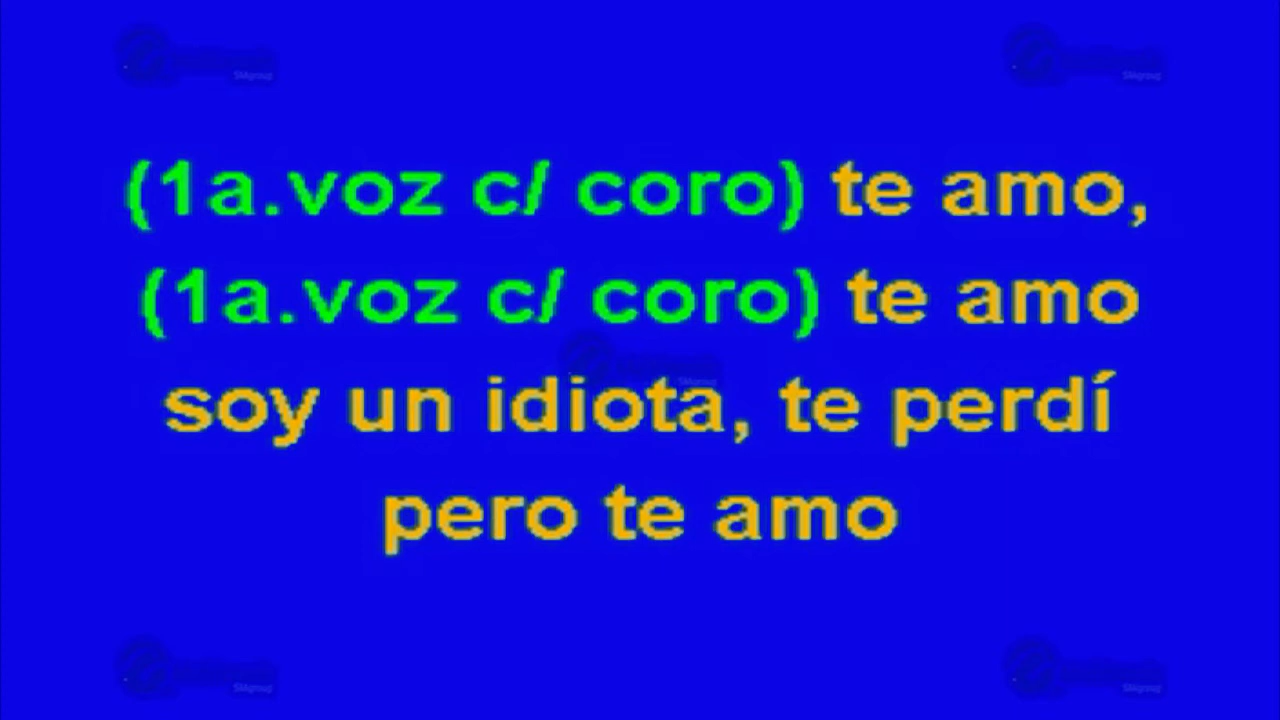 (1a.voz c/ coro) te amo,
(1a.voz c/ coro) te amo
soy un idiota, te perdí
pero te amo